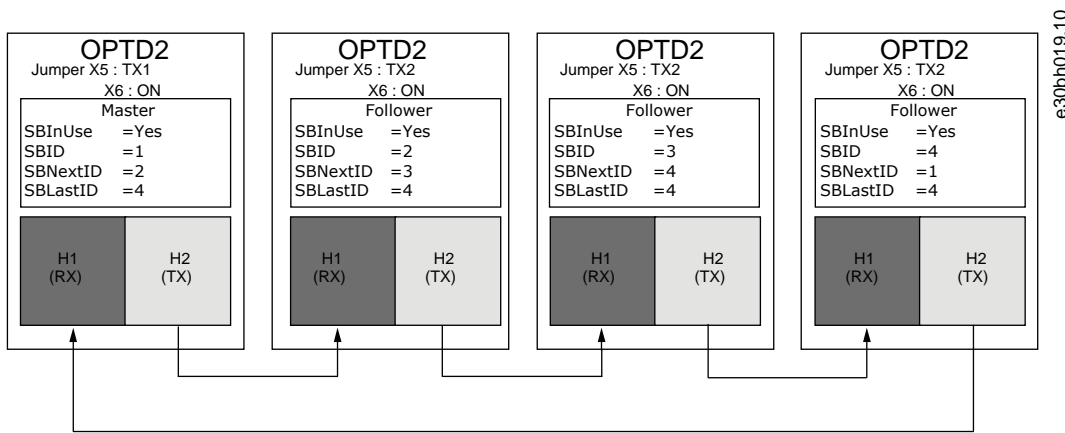 OPTD2
Jumper X5 : TX1
X6 : ON
Master
SBInUse =Yes
SBID =1
SBNextID =2
SBLastID =4
H1
(RX)
H2
(TX)
OPTD2
Jumper X5 : TX2
X6 : ON
Follower
SBInUse =Yes
SBID =2
SBNextID =3
SBLastID =4
H1
(RX)
H2
(TX)
OPTD2
Jumper X5 : TX2
X6 : ON
Follower
SBInUse =Yes
SBID =3
SBNextID =4
SBLastID =4
H1
(RX)
H2
(TX)
OPTD2
Jumper X5 : TX2
X6 : ON
Follower
SBInUse =Yes
SBID =4
SBNextID =1
SBLastID =4
H1
(RX)
H2
(TX)
e30bh019.10